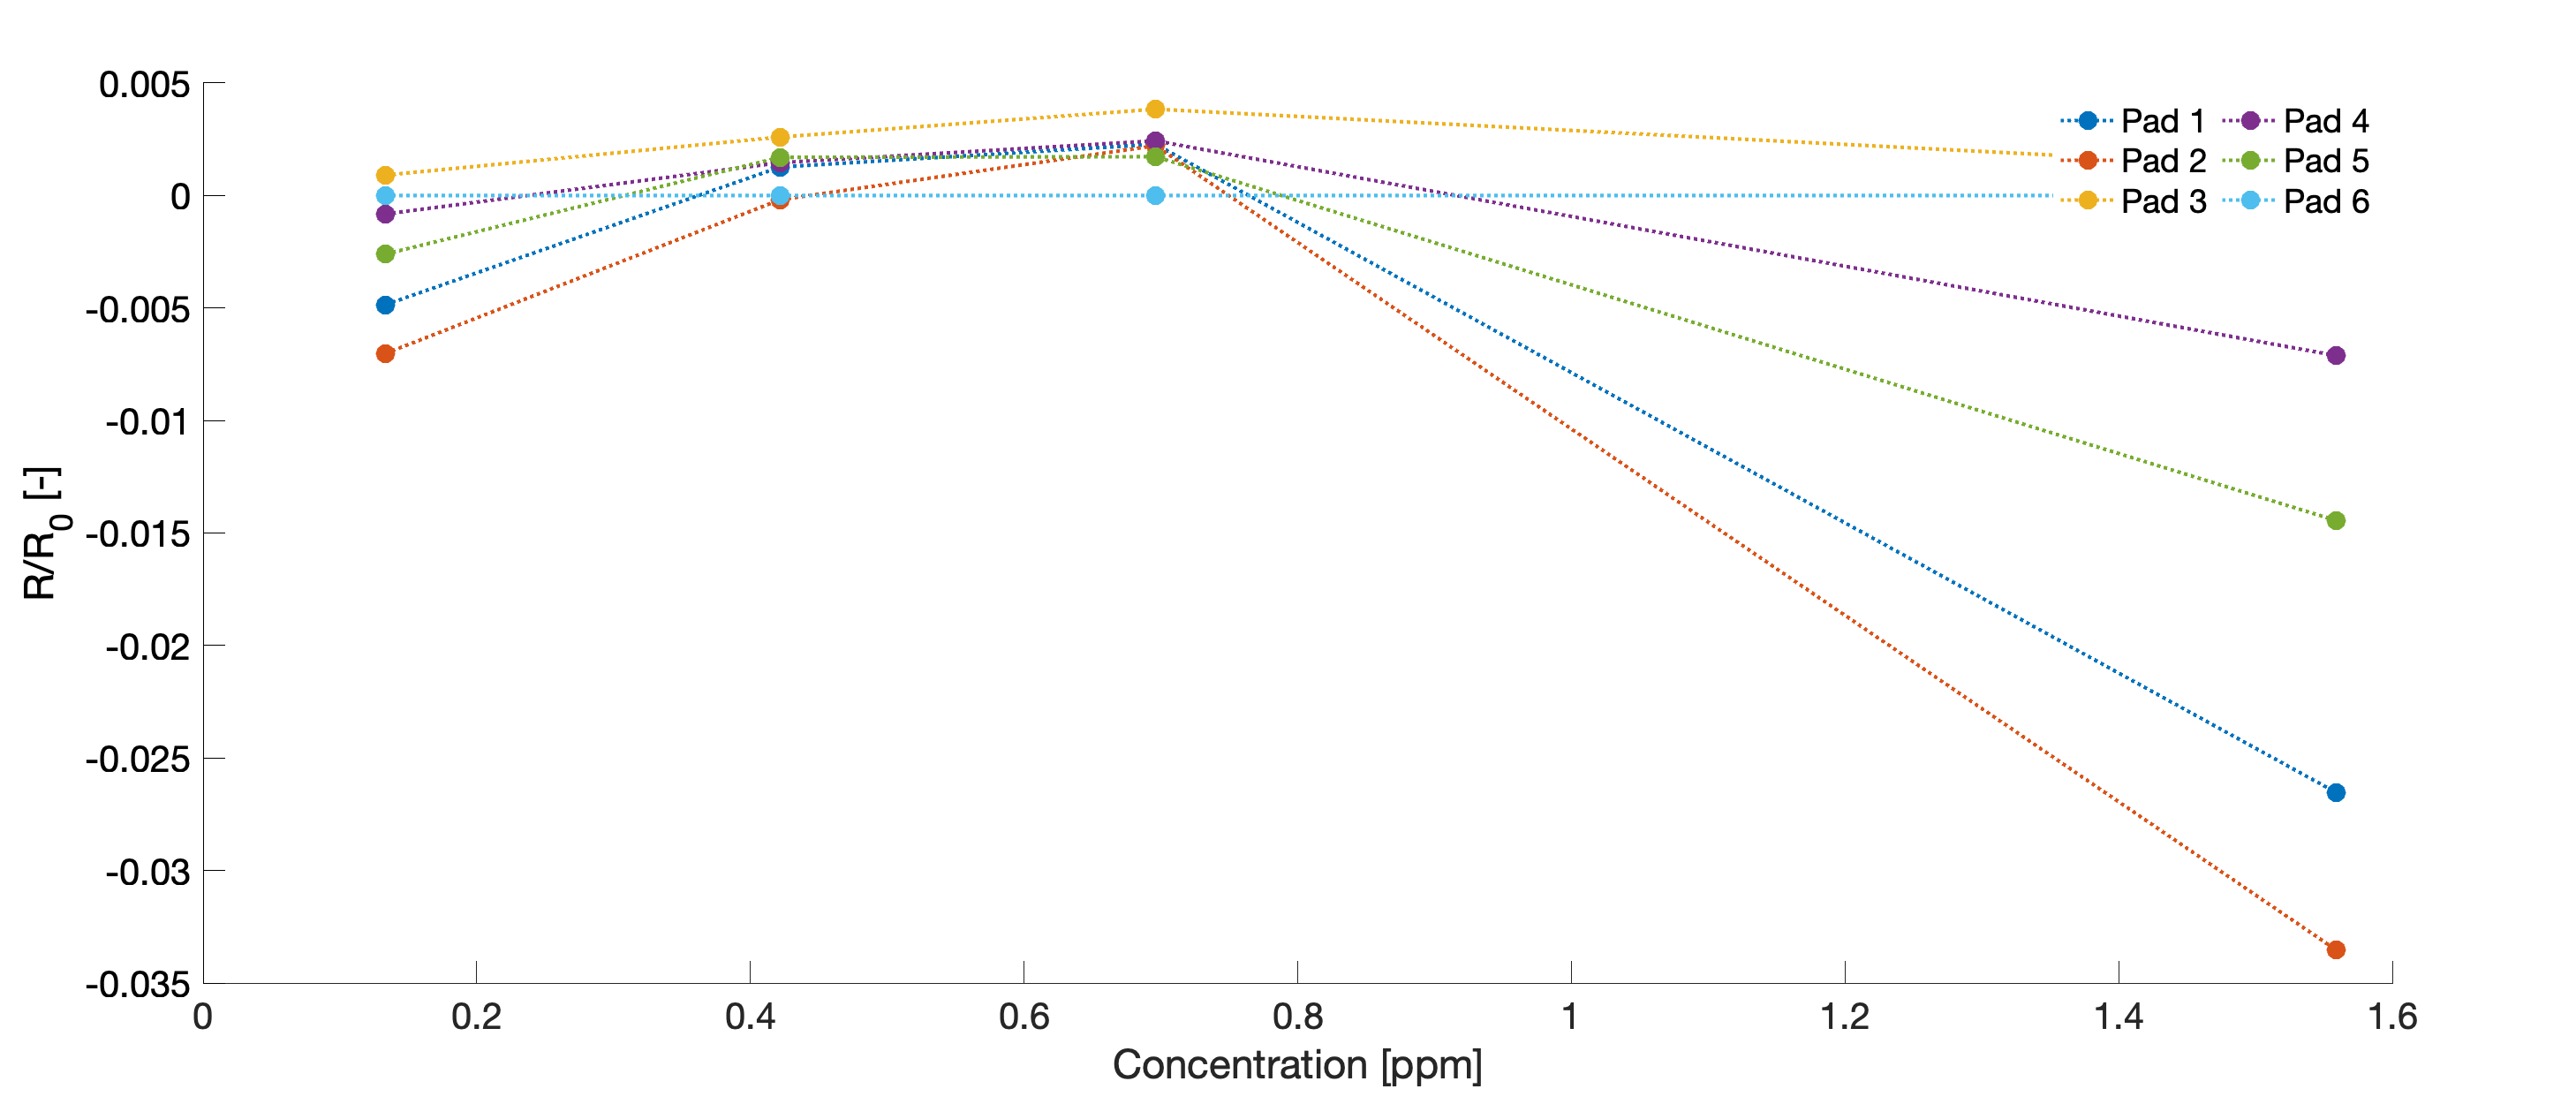 0.005
0
-0.005
-0.01
-0.015
-0.02
-0.025
-0.03
-0.035
R/R0 [-]
0 0.2 0.4 0.6 0.8 1 1.2 1.4 1.6
Concentration [ppm]
Pad 1 Pad 4
Pad 2 Pad 5
Pad 3 Pad 6